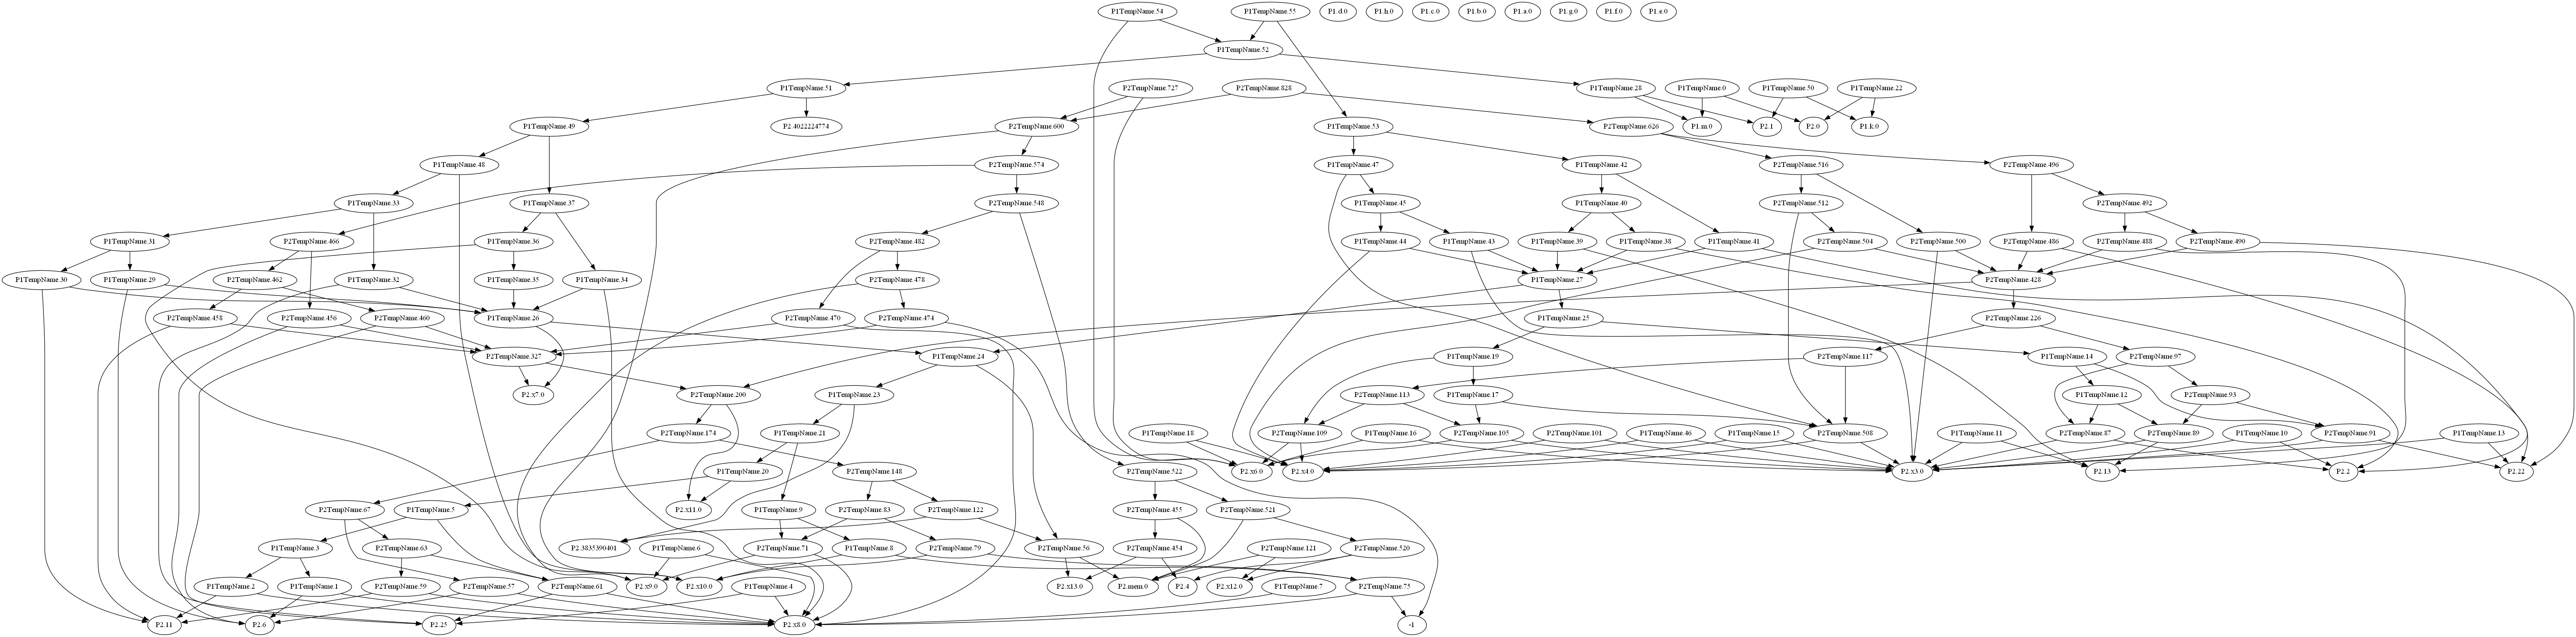 P1TempName.54 P1TempName.55 P1.d.0 P1.h.0 P1.c.0 P1.b.0 P1.a.0 P1.g.0 P1.f.0 P1.e.0
P1TempName.52
P1TempName.51 P2TempName.727 P2TempName.828 P1TempName.28 P1TempName.0 P1TempName.50 P1TempName.22
P1TempName.49 P2.4022224774 P2TempName.600 P1TempName.53 P2TempName.626 P1.m.0 P2.1 P2.0 P1.k.0
P1TempName.48 P2TempName.574 P1TempName.47 P1TempName.42 P2TempName.516 P2TempName.496
P1TempName.33 P1TempName.37 P2TempName.548 P1TempName.45 P1TempName.40 P2TempName.512 P2TempName.492
P1TempName.31 P2TempName.466 P1TempName.36 P2TempName.482 P1TempName.44 P1TempName.43 P1TempName.39 P1TempName.38 P1TempName.41 P2TempName.504 P2TempName.500 P2TempName.486 P2TempName.488 P2TempName.490
P1TempName.30 P1TempName.29 P2TempName.462 P1TempName.32 P1TempName.35 P1TempName.34 P2TempName.478 P1TempName.27 P2TempName.428
P2TempName.458 P2TempName.456 P2TempName.460 P1TempName.26 P2TempName.470 P2TempName.474 P1TempName.25 P2TempName.226
P2TempName.327 P1TempName.24 P1TempName.19 P2TempName.117 P1TempName.14 P2TempName.97
P2.x7.0 P2TempName.200 P1TempName.23 P2TempName.113 P1TempName.17 P1TempName.12 P2TempName.93
P2TempName.174 P1TempName.21 P1TempName.18 P2TempName.109 P1TempName.16 P2TempName.105 P2TempName.101 P1TempName.46 P1TempName.15 P2TempName.508 P1TempName.11 P2TempName.87 P2TempName.89 P1TempName.10 P2TempName.91 P1TempName.13
P1TempName.20 P2TempName.148 P2TempName.522 P2.x6.0 P2.x4.0 P2.x3.0 P2.13 P2.2 P2.22
P2TempName.67 P1TempName.5 P2.x11.0 P1TempName.9 P2TempName.83 P2TempName.122 P2TempName.455 P2TempName.521
P1TempName.3 P2TempName.63 P2.3835390401 P1TempName.6 P2TempName.71 P1TempName.8 P2TempName.79 P2TempName.56 P2TempName.454 P2TempName.121 P2TempName.520
P1TempName.2 P1TempName.1 P2TempName.59 P2TempName.57 P2TempName.61 P2.x9.0 P2.x10.0 P1TempName.4 P2.x13.0 P2.mem.0 P2.4 P2.x12.0 P1TempName.7 P2TempName.75
P2.11 P2.6 P2.25 P2.x8.0 -1